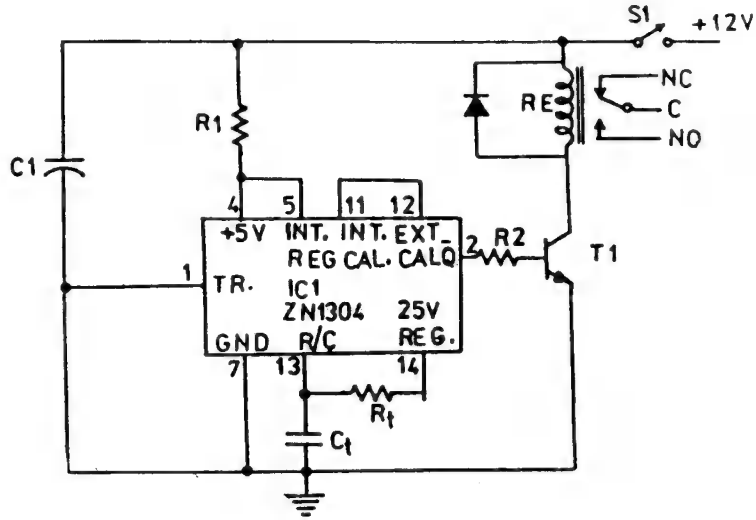 S1
+12V
NC
RE
C
NO
R1
C1
4 5 11 12
+5V INT. INT. EXT
REG CAL. CAL Q̅ 2 R2
T1
1 TR. IC1
ZN1304 25V
GND R/C REG.
7 13 14
Rt
Ct